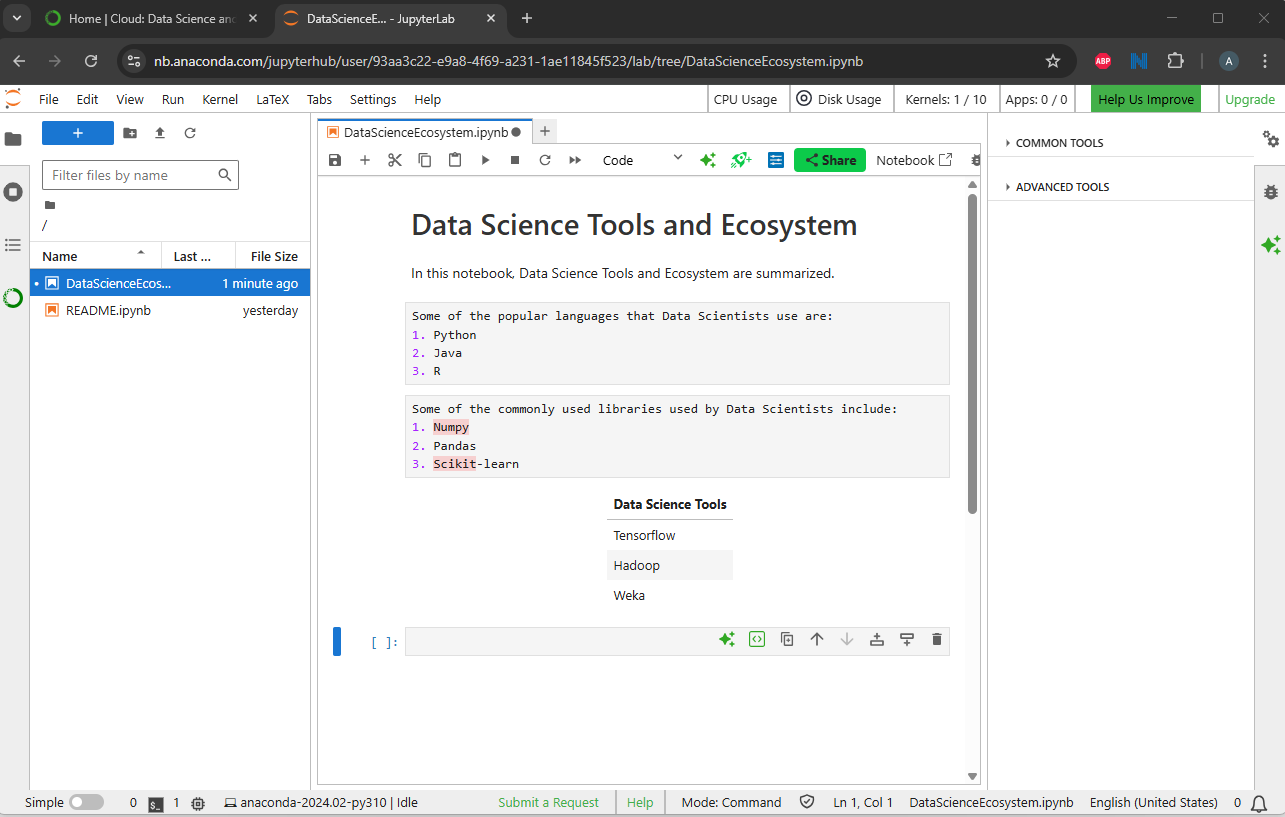 Home | Cloud: Data Science and
DataScienceE... - JupyterLab
nb.anaconda.com/jupyterhub/user/93aa3c22-e9a8-4f69-a231-1ae11845f523/lab/tree/DataScienceEcosystem.ipynb
ABP
N
A
File Edit View Run Kernel LaTeX Tabs Settings Help
CPU Usage Disk Usage Kernels: 1 / 10 Apps: 0 / 0 Help Us Improve Upgrade
DataScienceEcosystem.ipynb
Code Share Notebook
Filter files by name
/
Name Last ... File Size
DataScienceEcos... 1 minute ago
README.ipynb yesterday
Data Science Tools and Ecosystem
In this notebook, Data Science Tools and Ecosystem are summarized.
Some of the popular languages that Data Scientists use are:
1. Python
2. Java
3. R
Some of the commonly used libraries used by Data Scientists include:
1. Numpy
2. Pandas
3. Scikit-learn
Data Science Tools
Tensorflow
Hadoop
Weka
[ ]:
COMMON TOOLS
ADVANCED TOOLS
Simple 0 $_ 1 anaconda-2024.02-py310 | Idle Submit a Request Help Mode: Command Ln 1, Col 1 DataScienceEcosystem.ipynb English (United States) 0